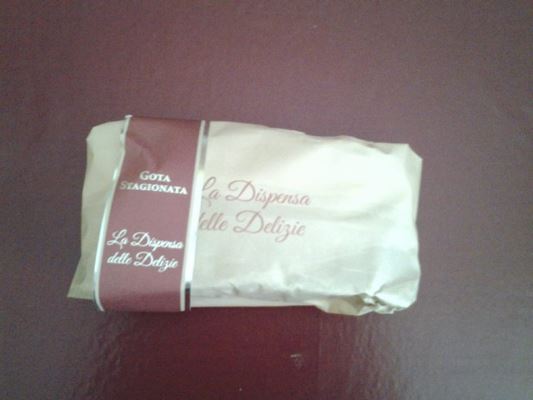 GOTA
STAGIONATA
La Dispensa
delle Delizie
La Dispensa
delle Delizie